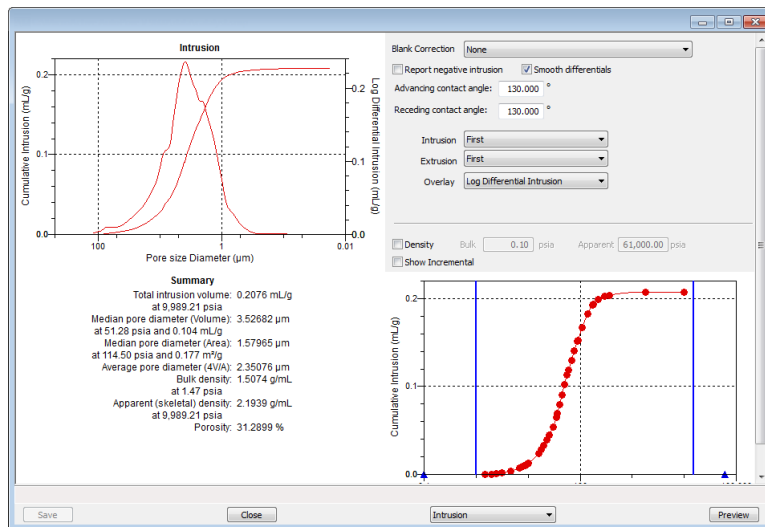 Intrusion
0.2
0.1
0.0
Cumulative Intrusion (mL/g)
0.2
0.1
0.0
Log Differential Intrusion (mL/g)
100
1
0.01
Pore size Diameter (µm)
Summary
Total intrusion volume: 0.2076 mL/g
at 9,989.21 psia
Median pore diameter (Volume): 3.52682 µm
at 51.28 psia and 0.104 mL/g
Median pore diameter (Area): 1.57965 µm
at 114.50 psia and 0.177 m²/g
Average pore diameter (4V/A): 2.35076 µm
Bulk density: 1.5074 g/mL
at 1.47 psia
Apparent (skeletal) density: 2.1939 g/mL
at 9,989.21 psia
Porosity: 31.2899 %
Blank Correction None
Report negative intrusion Smooth differentials
Advancing contact angle: 130.000 °
Receding contact angle: 130.000 °
Intrusion First
Extrusion First
Overlay Log Differential Intrusion
Density Bulk 0.10 psia Apparent 61,000.00 psia
Show Incremental
0.2
0.1
0.0
Cumulative Intrusion (mL/g)
Save Close Intrusion Preview